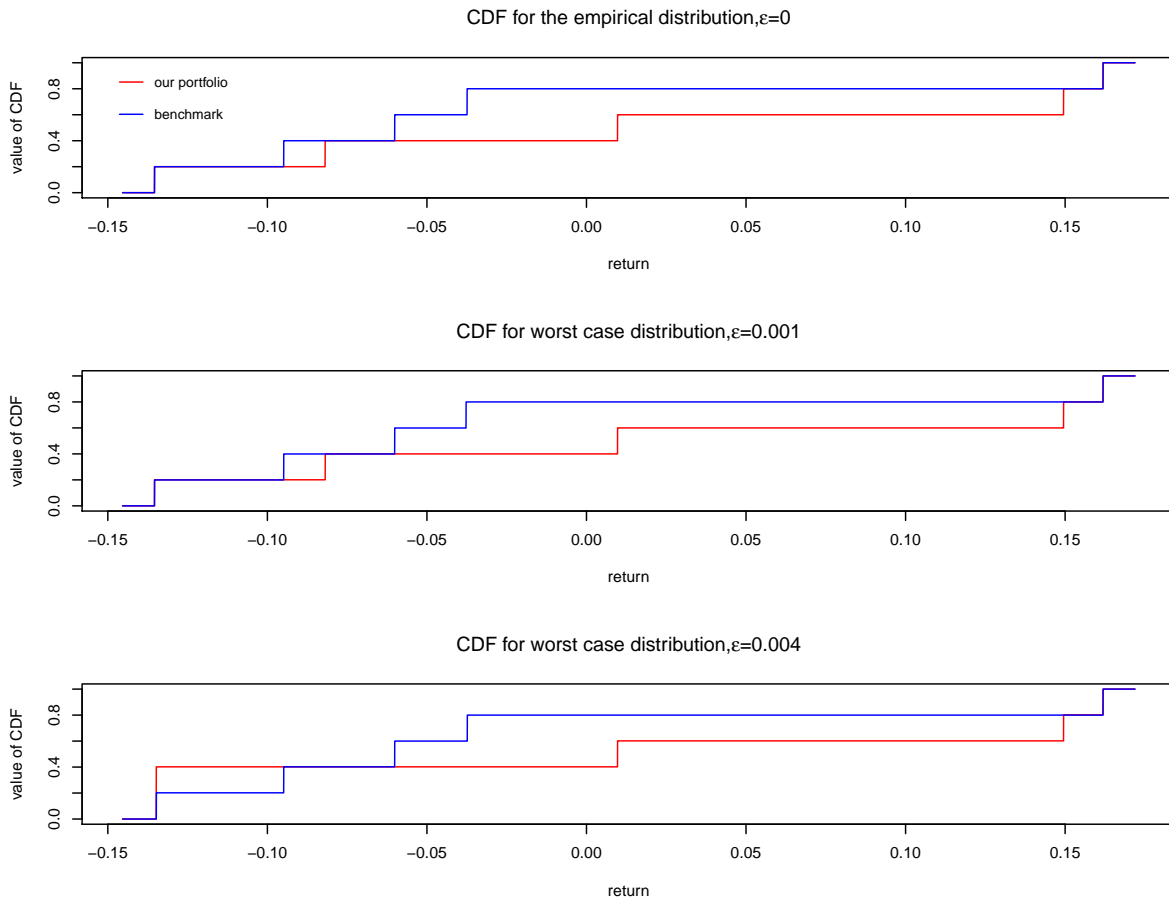 CDF for the empirical distribution,ε=0
value of CDF
0.8
0.4
0.0
our portfolio
benchmark
−0.15 −0.10 −0.05 0.00 0.05 0.10 0.15
return
CDF for worst case distribution,ε=0.001
value of CDF
0.8
0.4
0.0
−0.15 −0.10 −0.05 0.00 0.05 0.10 0.15
return
CDF for worst case distribution,ε=0.004
value of CDF
0.8
0.4
0.0
−0.15 −0.10 −0.05 0.00 0.05 0.10 0.15
return